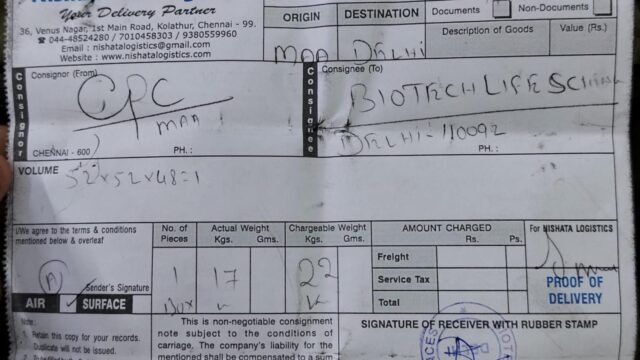 Your Delivery Partner
36, Venus Nagar, 1st Main Road, Kolathur, Chennai - 99.
044-48524280 / 7010458303 / 9380559960
Email : nishatalogistics@gmail.com
Website : www.nishatalogistics.com
ORIGIN
MAA
DESTINATION
DELHI
Documents
Non-Documents
Description of Goods
Value (Rs.)
Consignor
Consignor (From)
CPC
MAA
CHENNAI - 600
PH. :
Consignee
Consignee (To)
BIOTECH LIFE
DELHI-110092
PH. :
VOLUME
52x52x48=1
I/We agree to the terms & conditions
mentioned below & overleaf
A
Sender's Signature
AIR
SURFACE
No. of
Pieces
1
Box
Actual Weight
Kgs. Gms.
17
Chargeable Weight
Kgs. Gms.
22
AMOUNT CHARGED
Rs. Ps.
Freight
Service Tax
Total
For NISHATA LOGISTICS
PROOF OF
DELIVERY
Note :
1. Retain this copy for your records.
Duplicate will not be issued.
This is non-negotiable consignment
note subject to the conditions of
carriage. The company's liability for
the mentioned shall be compensated to a sum
SIGNATURE OF RECEIVER WITH RUBBER STAMP